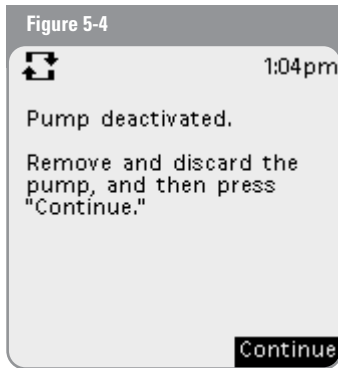 Figure 5-4
1:04pm
Pump deactivated.
Remove and discard the
pump, and then press
"Continue."
Continue